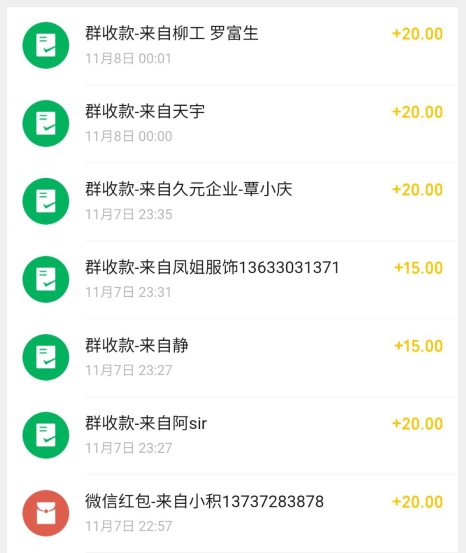 群收款-来自柳工 罗富生
+20.00
11月8日 00:01
群收款-来自天宇
+20.00
11月8日 00:00
群收款-来自久元企业-覃小庆
+20.00
11月7日 23:35
群收款-来自凤姐服饰13633031371
+15.00
11月7日 23:31
群收款-来自静
+15.00
11月7日 23:27
群收款-来自阿sir
+20.00
11月7日 23:27
微信红包-来自小积13737283878
+20.00
11月7日 22:57